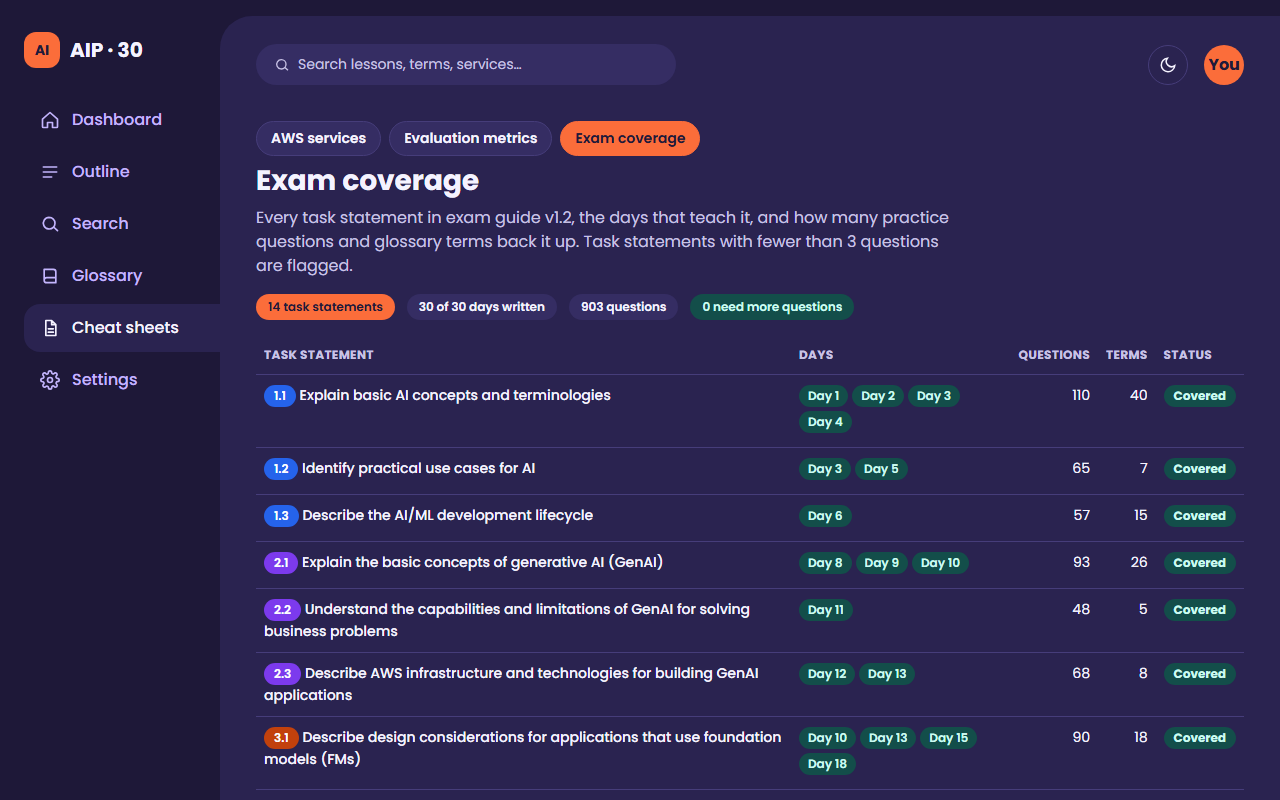 AI AIP · 30
Search lessons, terms, services...
You
Dashboard
Outline
Search
Glossary
Cheat sheets
Settings
AWS services Evaluation metrics Exam coverage
Exam coverage
Every task statement in exam guide v1.2, the days that teach it, and how many practice
questions and glossary terms back it up. Task statements with fewer than 3 questions
are flagged.
14 task statements 30 of 30 days written 903 questions 0 need more questions
TASK STATEMENT DAYS QUESTIONS TERMS STATUS
1.1 Explain basic AI concepts and terminologies Day 1 Day 2 Day 3 110 40 Covered
Day 4
1.2 Identify practical use cases for AI Day 3 Day 5 65 7 Covered
1.3 Describe the AI/ML development lifecycle Day 6 57 15 Covered
2.1 Explain the basic concepts of generative AI (GenAI) Day 8 Day 9 Day 10 93 26 Covered
2.2 Understand the capabilities and limitations of GenAI for solving Day 11 48 5 Covered
business problems
2.3 Describe AWS infrastructure and technologies for building GenAI Day 12 Day 13 68 8 Covered
applications
3.1 Describe design considerations for applications that use foundation Day 10 Day 13 Day 15 90 18 Covered
models (FMs) Day 18